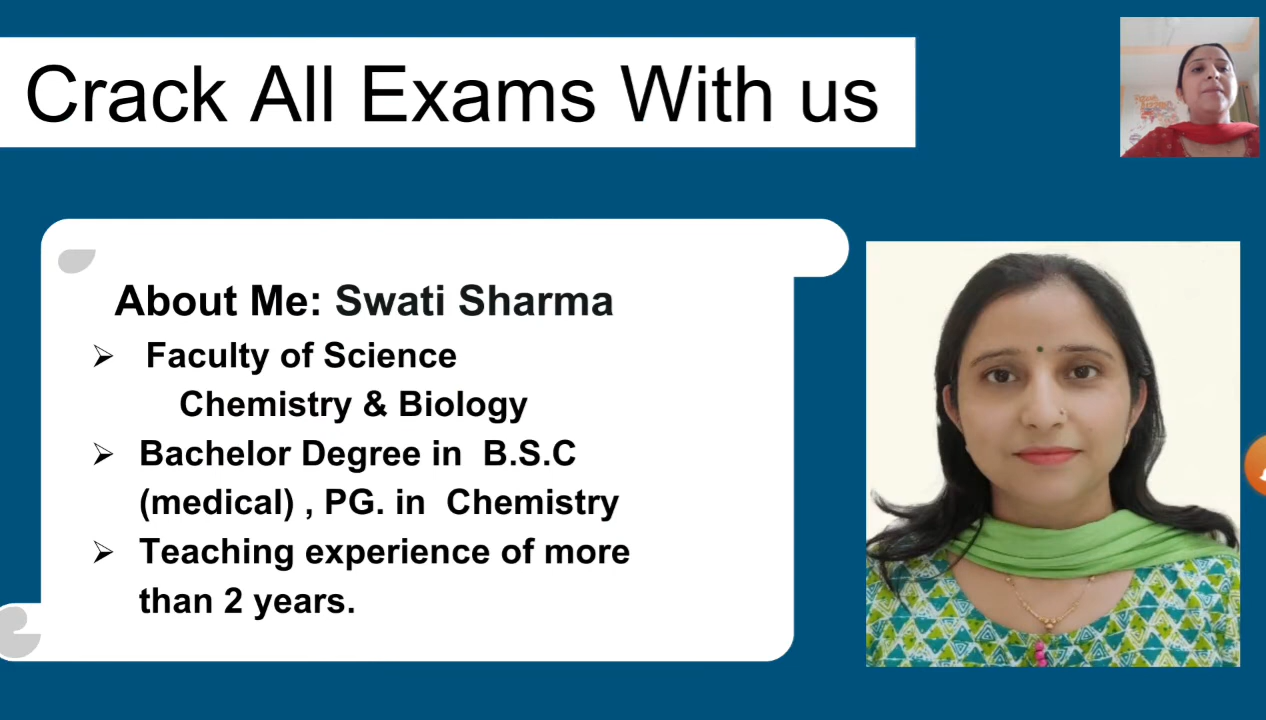 Crack All Exams With us
About Me: Swati Sharma
➢ Faculty of Science
Chemistry & Biology
➢ Bachelor Degree in B.S.C
(medical) , PG. in Chemistry
➢ Teaching experience of more
than 2 years.